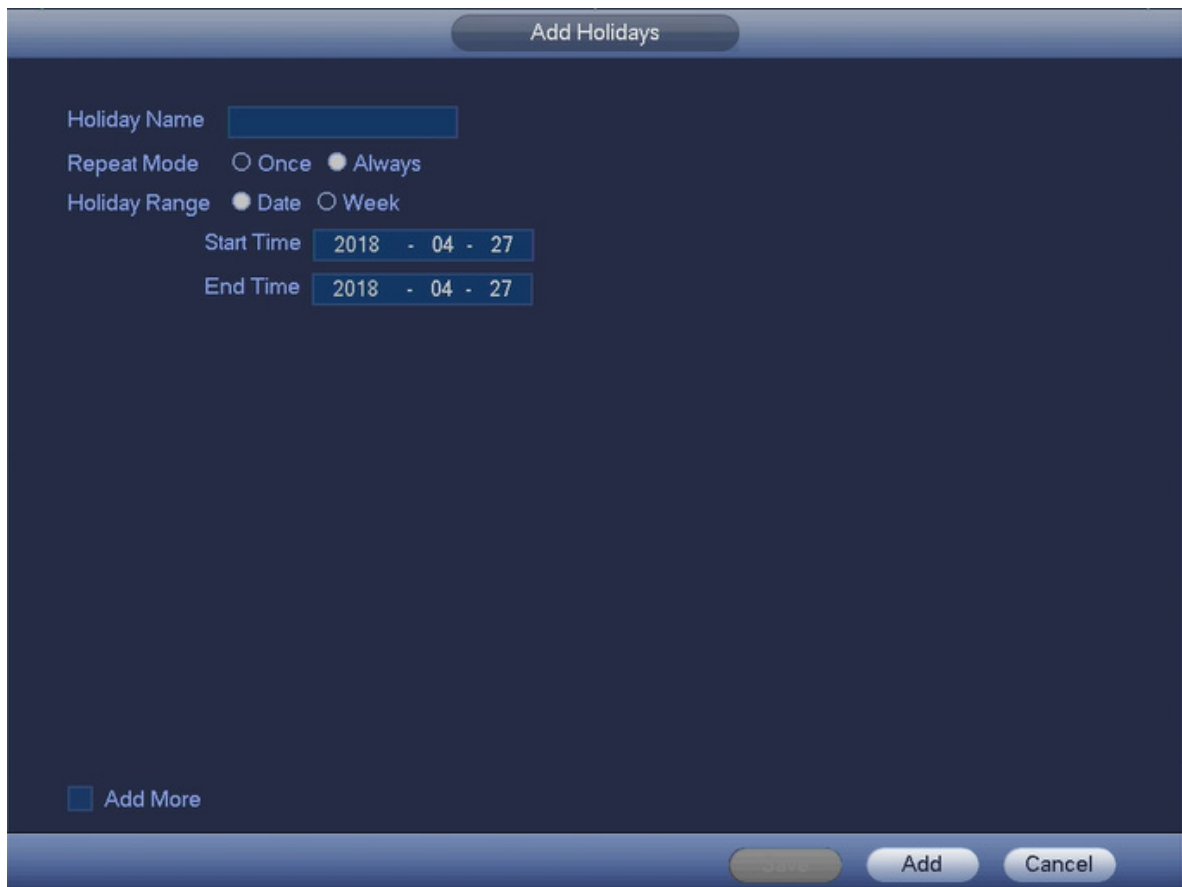 Add Holidays
Holiday Name
Repeat Mode Once Always
Holiday Range Date Week
Start Time 2018 - 04 - 27
End Time 2018 - 04 - 27
Add More
Save Add Cancel